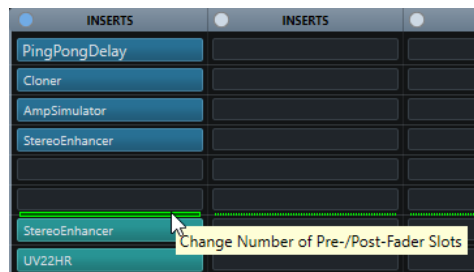 INSERTS INSERTS
PingPongDelay
Cloner
AmpSimulator
StereoEnhancer
StereoEnhancer
Change Number of Pre-/Post-Fader Slots
UV22HR